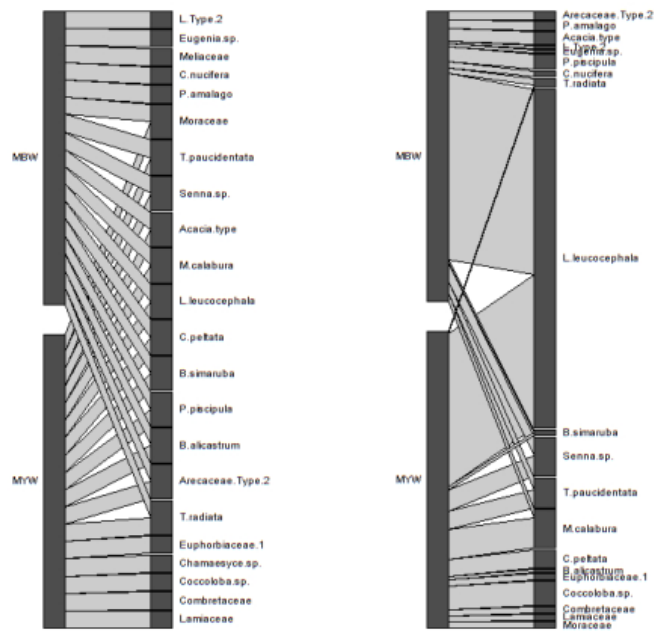 MBW
MYW
L.Type.2
Eugenia.sp.
Meliaceae
C.nucifera
P.amalago
Moraceae
T.paucidentata
Senna.sp.
Acacia.type
M.calabura
L.leucocephala
C.peltata
B.simaruba
P.piscipula
B.alicastrum
Arecaceae.Type.2
T.radiata
Euphorbiaceae.1
Chamaesyce.sp.
Coccoloba.sp.
Combretaceae
Lamiaceae
MBW
MYW
Arecaceae.Type.2
P.amalago
Acacia.type
L.Type.2
Eugenia.sp.
P.piscipula
C.nucifera
T.radiata
L.leucocephala
B.simaruba
Senna.sp.
T.paucidentata
M.calabura
C.peltata
B.alicastrum
Euphorbiaceae.1
Coccoloba.sp.
Combretaceae
Lamiaceae
Moraceae